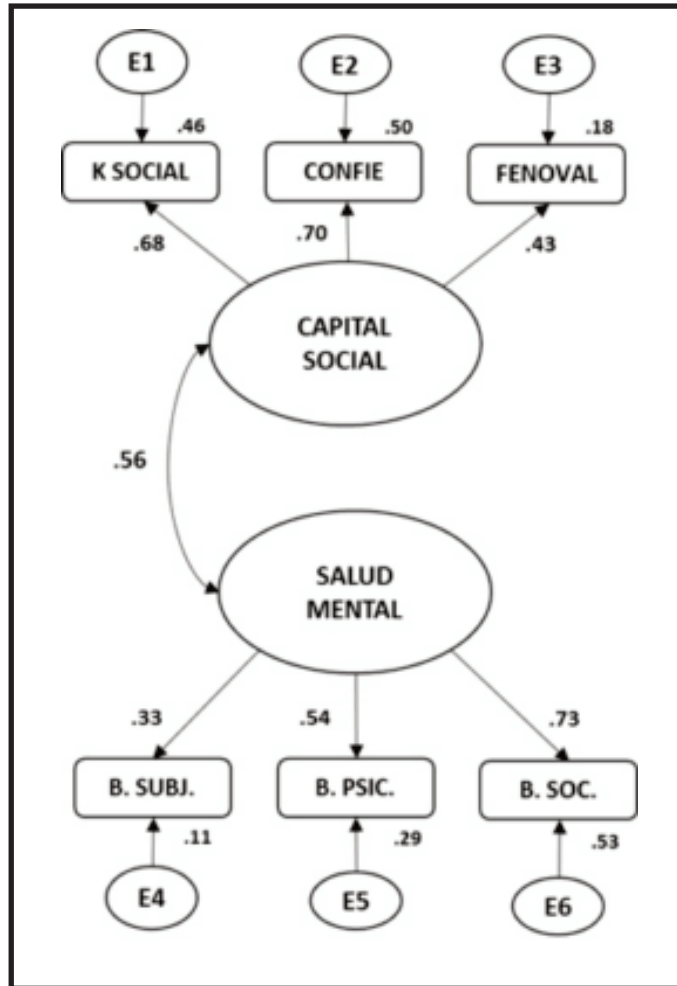 E1 E2 E3
.46 .50 .18
K SOCIAL CONFIE FENOVAL
.68 .70 .43
CAPITAL
SOCIAL
.56
SALUD
MENTAL
.33 .54 .73
B. SUBJ. B. PSIC. B. SOC.
.11 .29 .53
E4 E5 E6